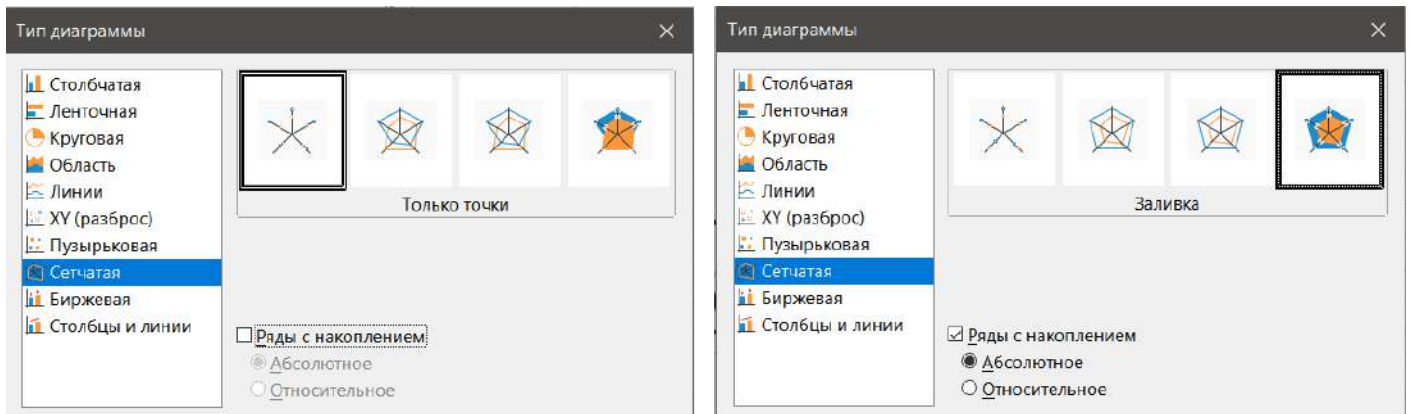 Тип диаграммы
Столбчатая
Ленточная
Круговая
Область
Линии
XY (разброс)
Пузырьковая
Сетчатая
Биржевая
Столбцы и линии
Только точки
Ряды с накоплением
Абсолютное
Относительное
Тип диаграммы
Столбчатая
Ленточная
Круговая
Область
Линии
XY (разброс)
Пузырьковая
Сетчатая
Биржевая
Столбцы и линии
Заливка
Ряды с накоплением
Абсолютное
Относительное